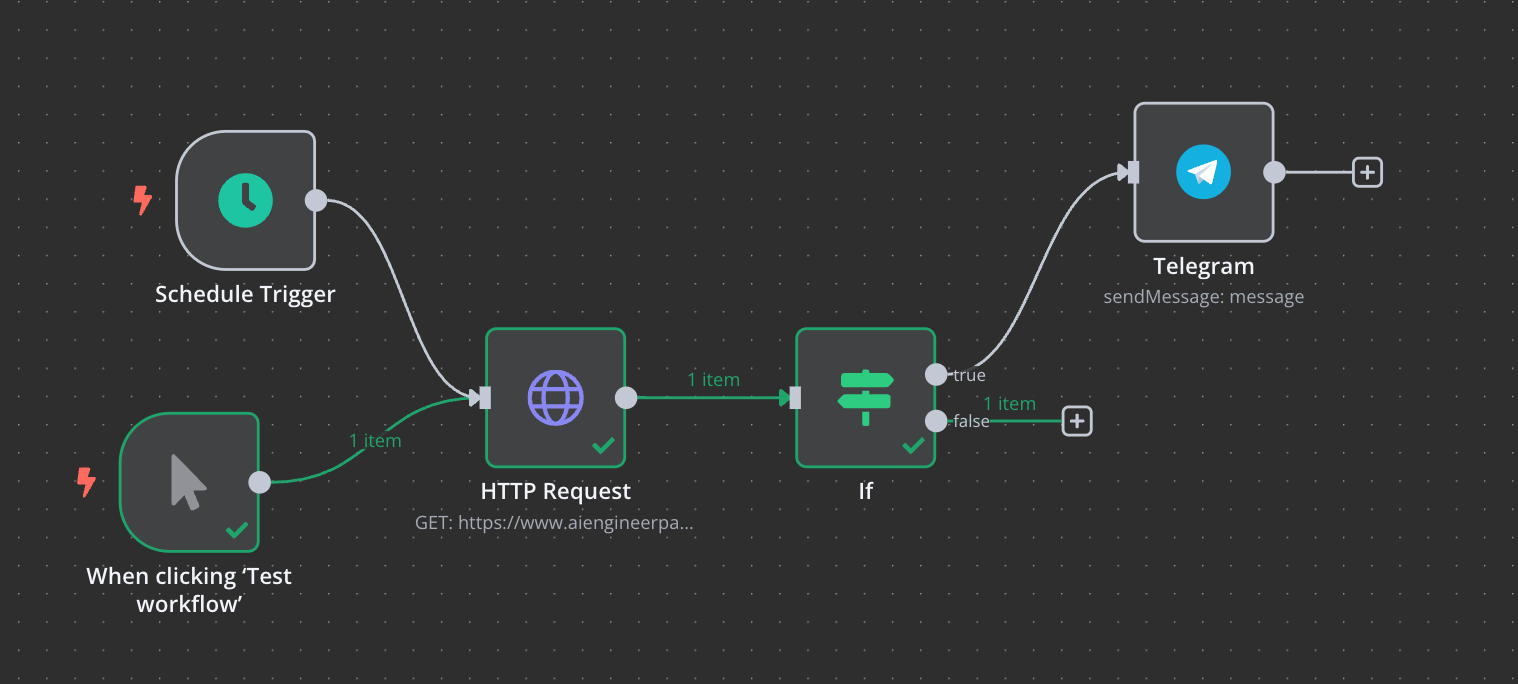 Schedule Trigger
Telegram
sendMessage: message
1 item
true
1 item
false
1 item
HTTP Request
GET: https://www.aiengineerpa...
If
When clicking ‘Test
workflow’